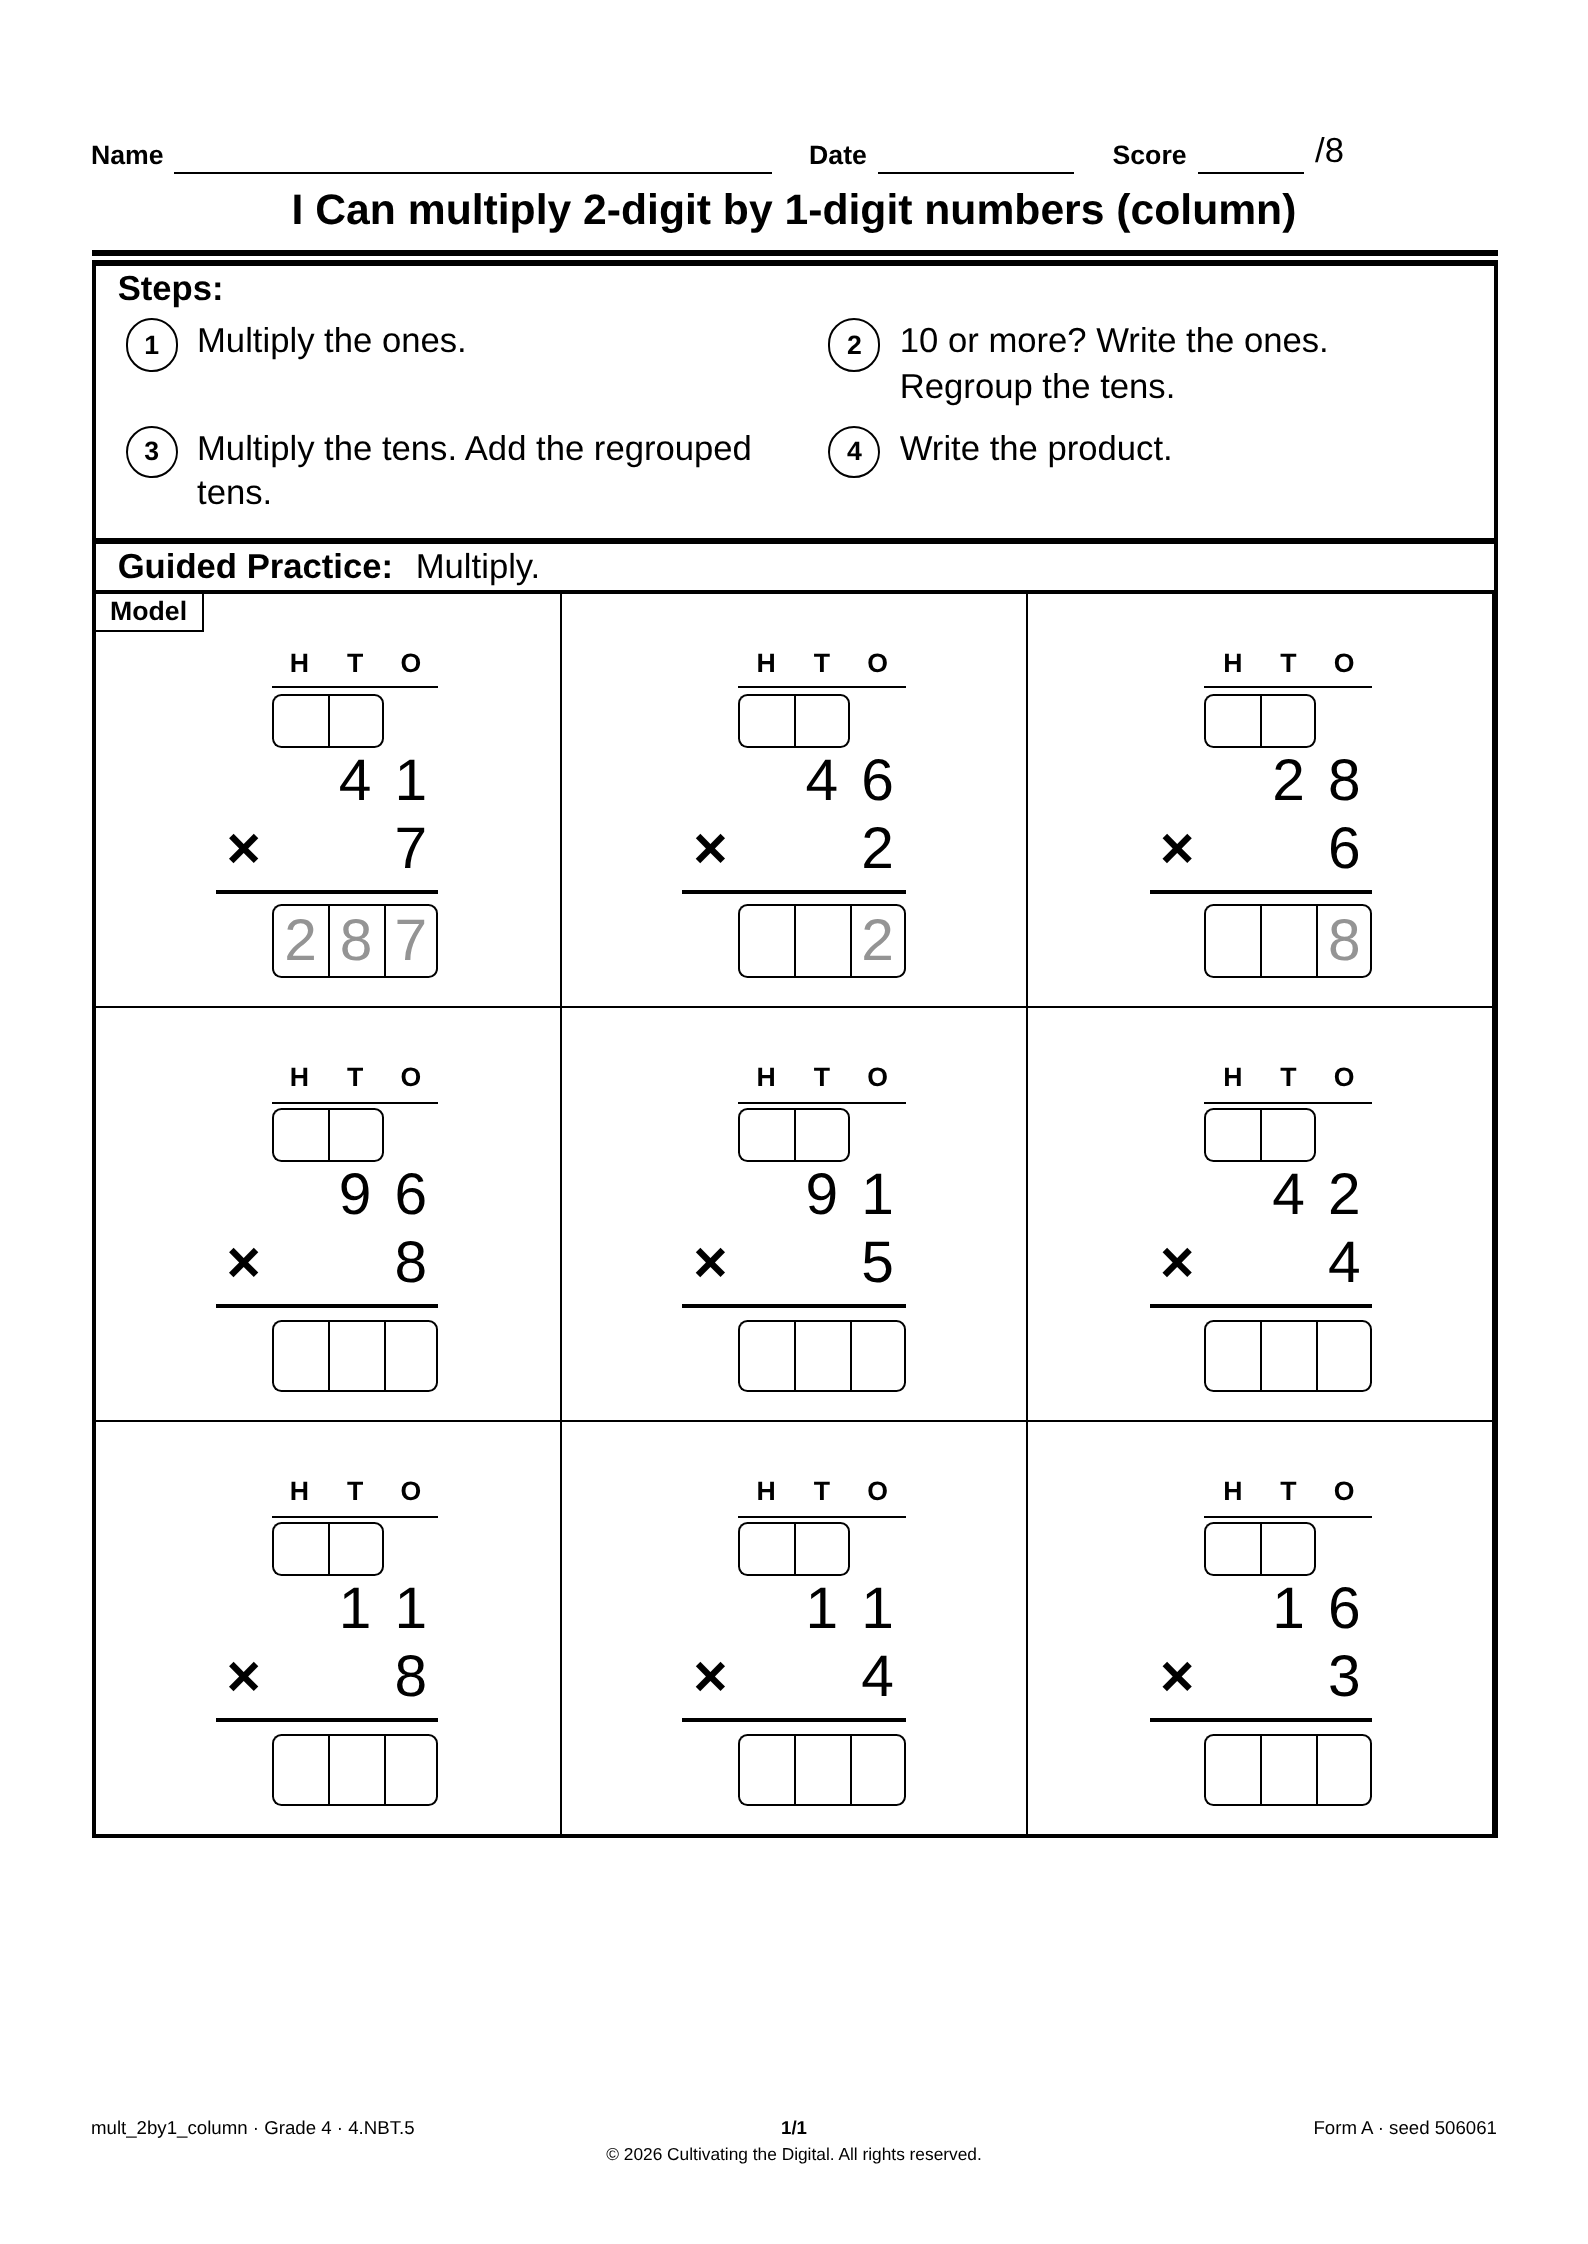 Name Date Score /8
I Can multiply 2-digit by 1-digit numbers (column)
Steps:
1 Multiply the ones.
2 10 or more? Write the ones.
Regroup the tens.
3 Multiply the tens. Add the regrouped
tens.
4 Write the product.
Guided Practice: Multiply.
Model
H T O
4 1
× 7
2 8 7
H T O
4 6
× 2
2
H T O
2 8
× 6
8
H T O
9 6
× 8
H T O
9 1
× 5
H T O
4 2
× 4
H T O
1 1
× 8
H T O
1 1
× 4
H T O
1 6
× 3
mult_2by1_column · Grade 4 · 4.NBT.5 1/1 Form A · seed 506061
© 2026 Cultivating the Digital. All rights reserved.